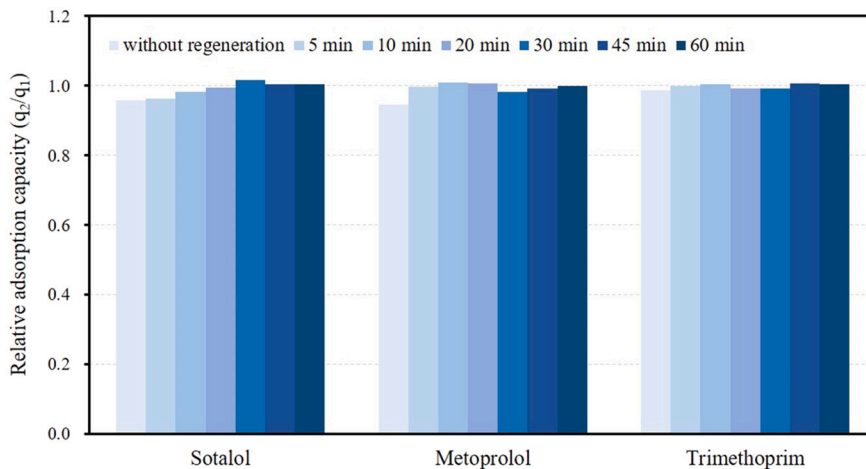 Relative adsorption capacity (q₂/q₁)
1.2
1.0
0.8
0.6
0.4
0.2
0.0
without regeneration 5 min 10 min 20 min 30 min 45 min 60 min
Sotalol Metoprolol Trimethoprim